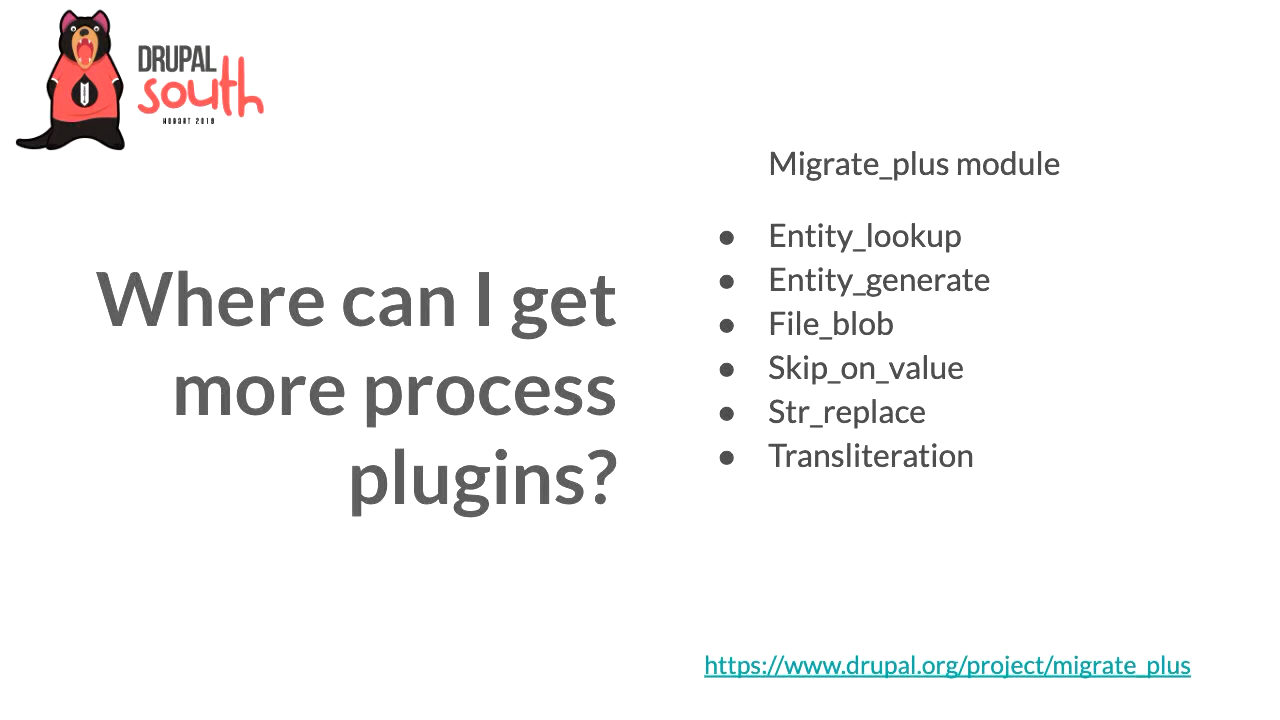 DRUPAL
south
HOBART 2019
Where can I get
more process
plugins?
Migrate_plus module
● Entity_lookup
● Entity_generate
● File_blob
● Skip_on_value
● Str_replace
● Transliteration
https://www.drupal.org/project/migrate_plus